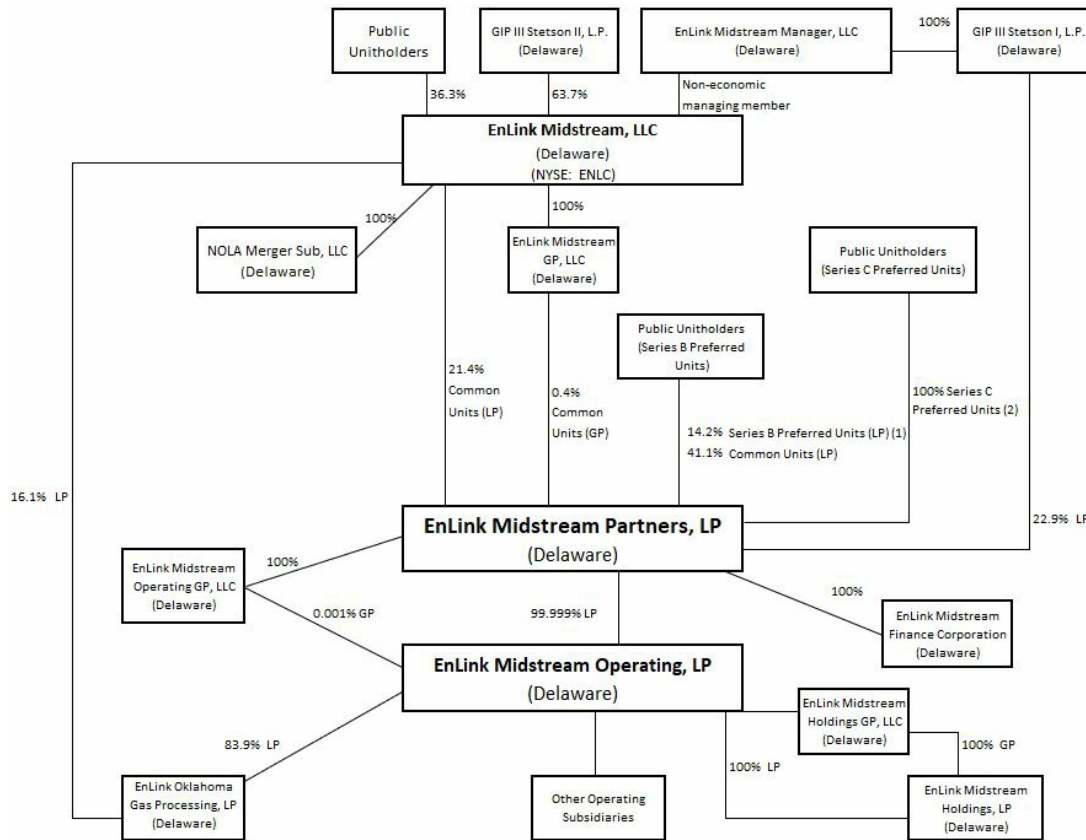 Public
Unitholders
GIP III Stetson II, L.P.
(Delaware)
EnLink Midstream Manager, LLC
(Delaware)
100%
GIP III Stetson I, L.P.
(Delaware)
36.3%
63.7%
Non-economic
managing member
EnLink Midstream, LLC
(Delaware)
(NYSE: ENLC)
100%
100%
NOLA Merger Sub, LLC
(Delaware)
EnLink Midstream
GP, LLC
(Delaware)
Public Unitholders
(Series C Preferred Units)
Public Unitholders
(Series B Preferred
Units)
21.4%
Common
Units (LP)
0.4%
Common
Units (GP)
100% Series C
Preferred Units (2)
14.2% Series B Preferred Units (LP) (1)
41.1% Common Units (LP)
16.1% LP
22.9% LP
EnLink Midstream Partners, LP
(Delaware)
EnLink Midstream
Operating GP, LLC
(Delaware)
100%
0.001% GP
99.999% LP
100%
EnLink Midstream
Finance Corporation
(Delaware)
EnLink Midstream Operating, LP
(Delaware)
EnLink Midstream
Holdings GP, LLC
(Delaware)
83.9% LP
100% LP
100% GP
EnLink Oklahoma
Gas Processing, LP
(Delaware)
Other Operating
Subsidiaries
EnLink Midstream
Holdings, LP
(Delaware)